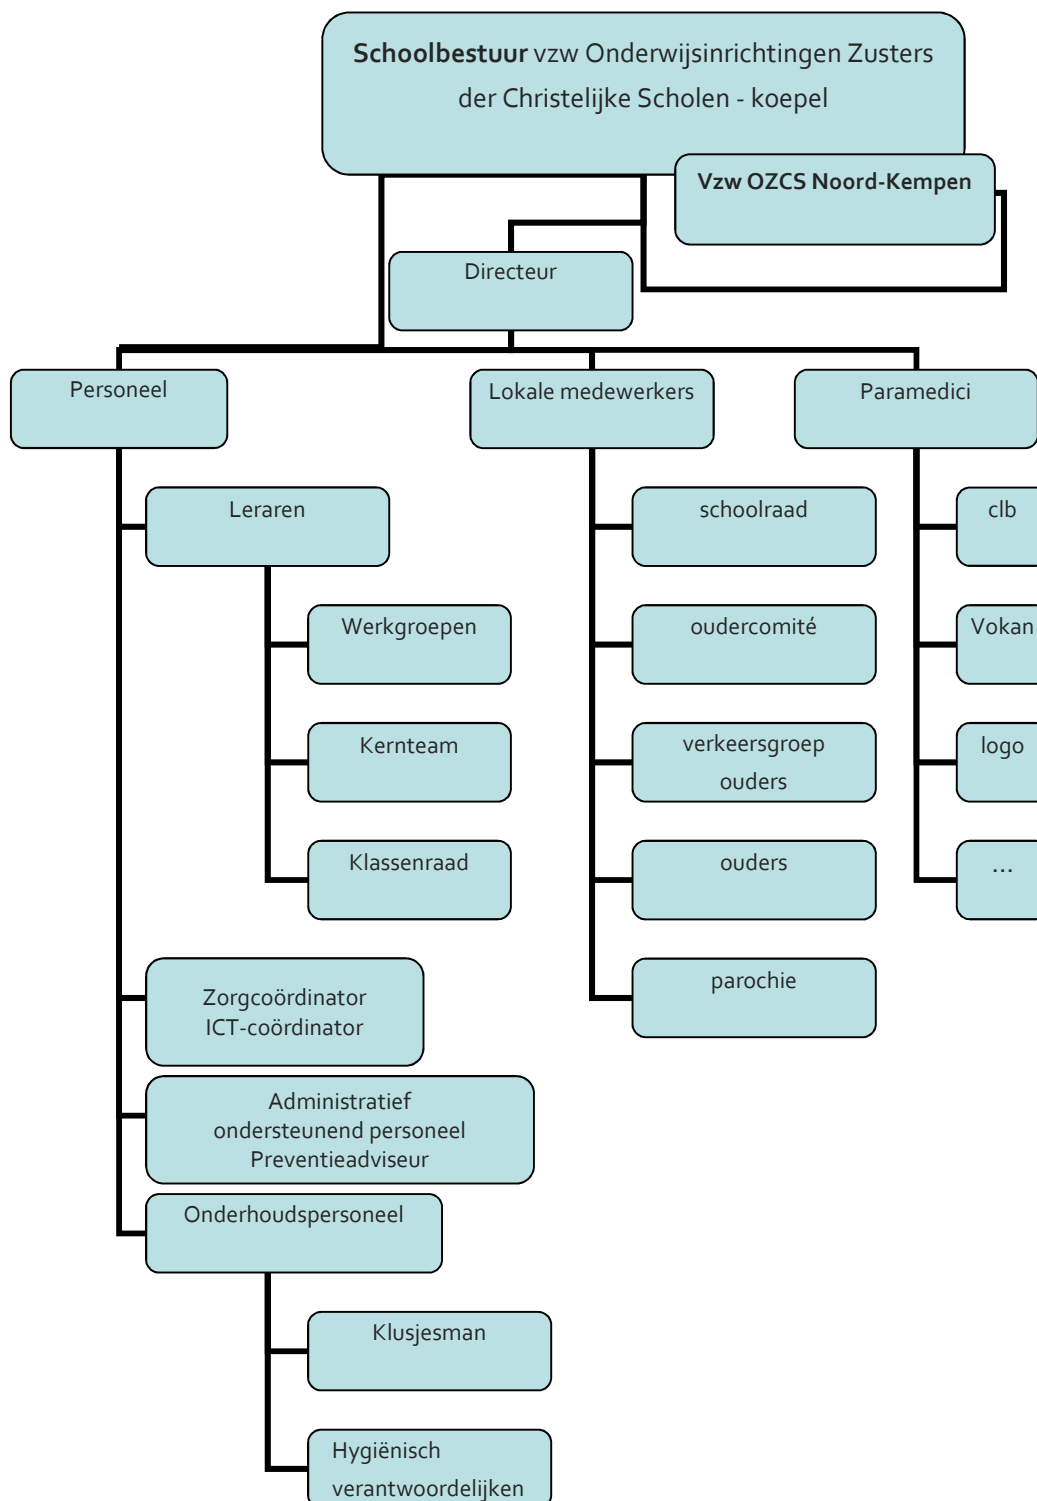 Schoolbestuur vzw Onderwijsinrichtingen Zusters
der Christelijke Scholen - koepel
Vzw OZCS Noord-Kempen
Directeur
Personeel
Lokale medewerkers
Paramedici
Leraren
schoolraad
clb
Werkgroepen
oudercomité
Vokan
Kernteam
verkeersgroep
ouders
logo
Klassenraad
ouders
...
Zorgcoördinator
ICT-coördinator
parochie
Administratief
ondersteunend personeel
Preventieadviseur
Onderhoudspersoneel
Klusjesman
Hygiënisch
verantwoordelijken